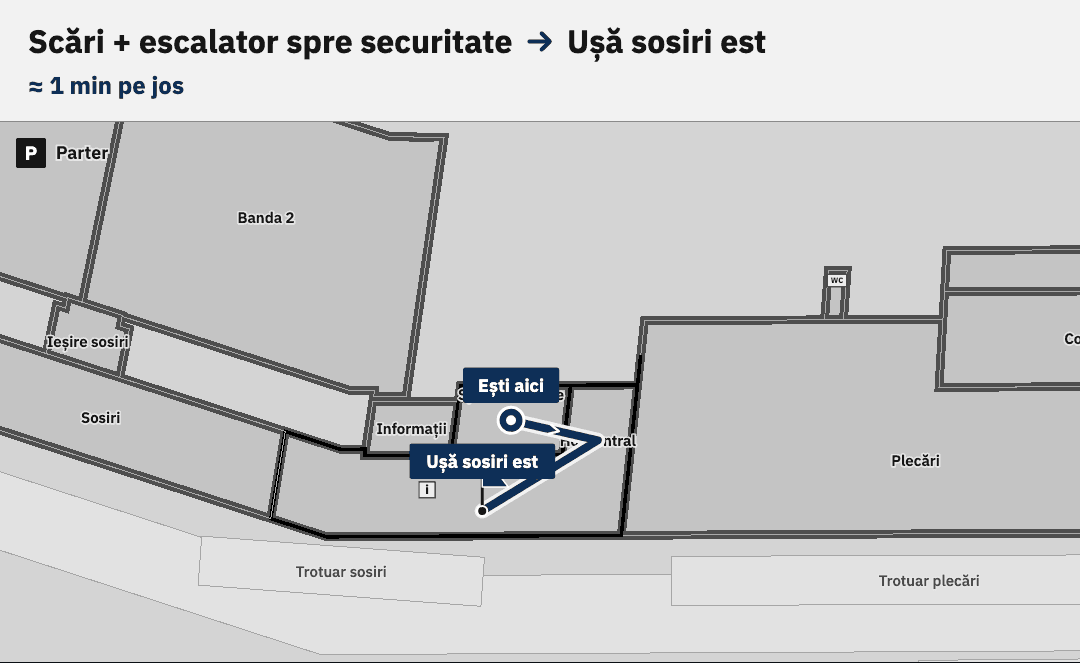 Scări + escalator spre securitate → Ușă sosiri est
≈ 1 min pe jos
P Parter
Banda 2
wc
Ieșire sosiri
Ești aici
Sosiri
Informații
Ușă sosiri est
Plecări
i
Trotuar sosiri
Trotuar plecări